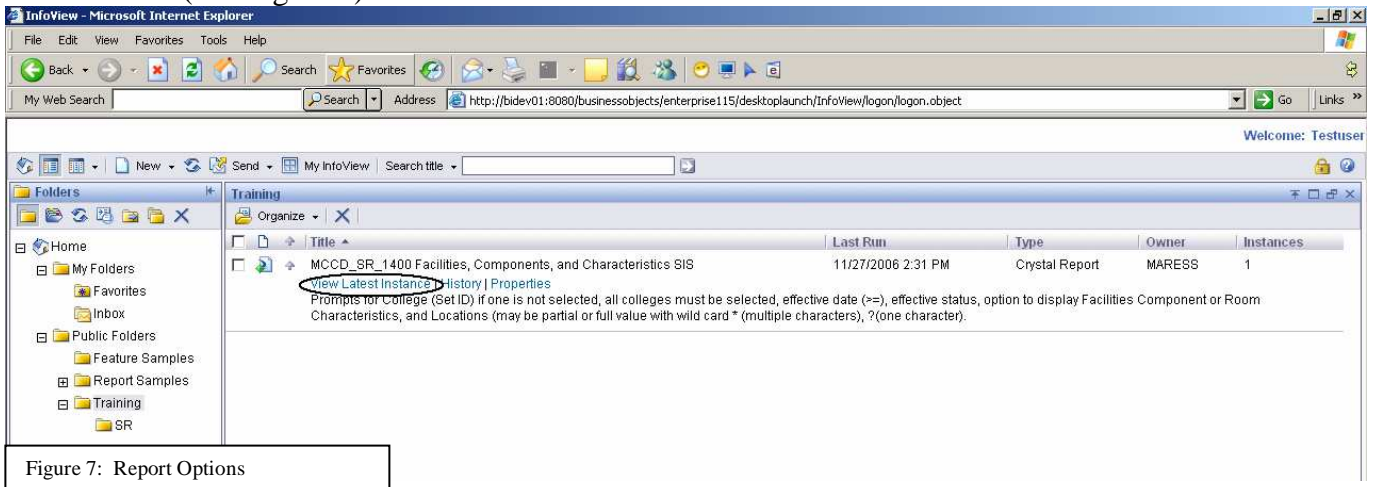 InfoView - Microsoft Internet Explorer
File Edit View Favorites Tools Help
Back Search Favorites
My Web Search Search Address http://bidev01:8080/businessobjects/enterprise115/desktoplaunch/InfoView/logon/logon.object Go Links »
Welcome: Testuser
New Send My InfoView Search title
Folders Training
Organize
Title Last Run Type Owner Instances
MCCD_SR_1400 Facilities, Components, and Characteristics SIS 11/27/2006 2:31 PM Crystal Report MARESS 1
View Latest Instance | History | Properties
Prompts for College (Set ID) if one is not selected, all colleges must be selected, effective date (>=), effective status, option to display Facilities Component or Room
Characteristics, and Locations (may be partial or full value with wild card * (multiple characters), ?(one character).
Home
My Folders
Favorites
Inbox
Public Folders
Feature Samples
Report Samples
Training
SR
Figure 7: Report Options